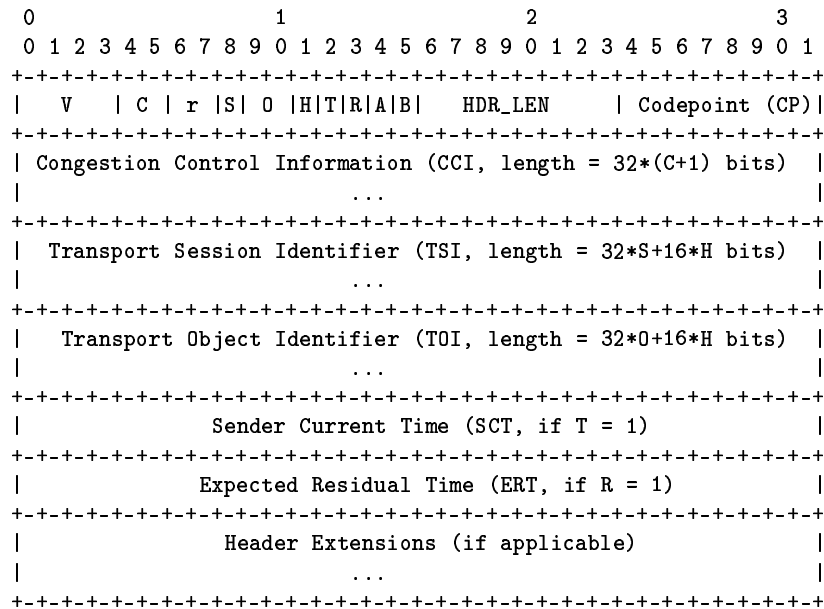 0                   1                   2                   3
 0 1 2 3 4 5 6 7 8 9 0 1 2 3 4 5 6 7 8 9 0 1 2 3 4 5 6 7 8 9 0 1
+-+-+-+-+-+-+-+-+-+-+-+-+-+-+-+-+-+-+-+-+-+-+-+-+-+-+-+-+-+-+-+-+
|   V   | C | r |S| O |H|T|R|A|B|   HDR_LEN     | Codepoint (CP)|
+-+-+-+-+-+-+-+-+-+-+-+-+-+-+-+-+-+-+-+-+-+-+-+-+-+-+-+-+-+-+-+-+
| Congestion Control Information (CCI, length = 32*(C+1) bits)  |
|                          ...                                  |
+-+-+-+-+-+-+-+-+-+-+-+-+-+-+-+-+-+-+-+-+-+-+-+-+-+-+-+-+-+-+-+-+
|  Transport Session Identifier (TSI, length = 32*S+16*H bits)  |
|                          ...                                  |
+-+-+-+-+-+-+-+-+-+-+-+-+-+-+-+-+-+-+-+-+-+-+-+-+-+-+-+-+-+-+-+-+
|   Transport Object Identifier (TOI, length = 32*O+16*H bits)  |
|                          ...                                  |
+-+-+-+-+-+-+-+-+-+-+-+-+-+-+-+-+-+-+-+-+-+-+-+-+-+-+-+-+-+-+-+-+
|               Sender Current Time (SCT, if T = 1)             |
+-+-+-+-+-+-+-+-+-+-+-+-+-+-+-+-+-+-+-+-+-+-+-+-+-+-+-+-+-+-+-+-+
|              Expected Residual Time (ERT, if R = 1)           |
+-+-+-+-+-+-+-+-+-+-+-+-+-+-+-+-+-+-+-+-+-+-+-+-+-+-+-+-+-+-+-+-+
|                Header Extensions (if applicable)              |
|                          ...                                  |
+-+-+-+-+-+-+-+-+-+-+-+-+-+-+-+-+-+-+-+-+-+-+-+-+-+-+-+-+-+-+-+-+